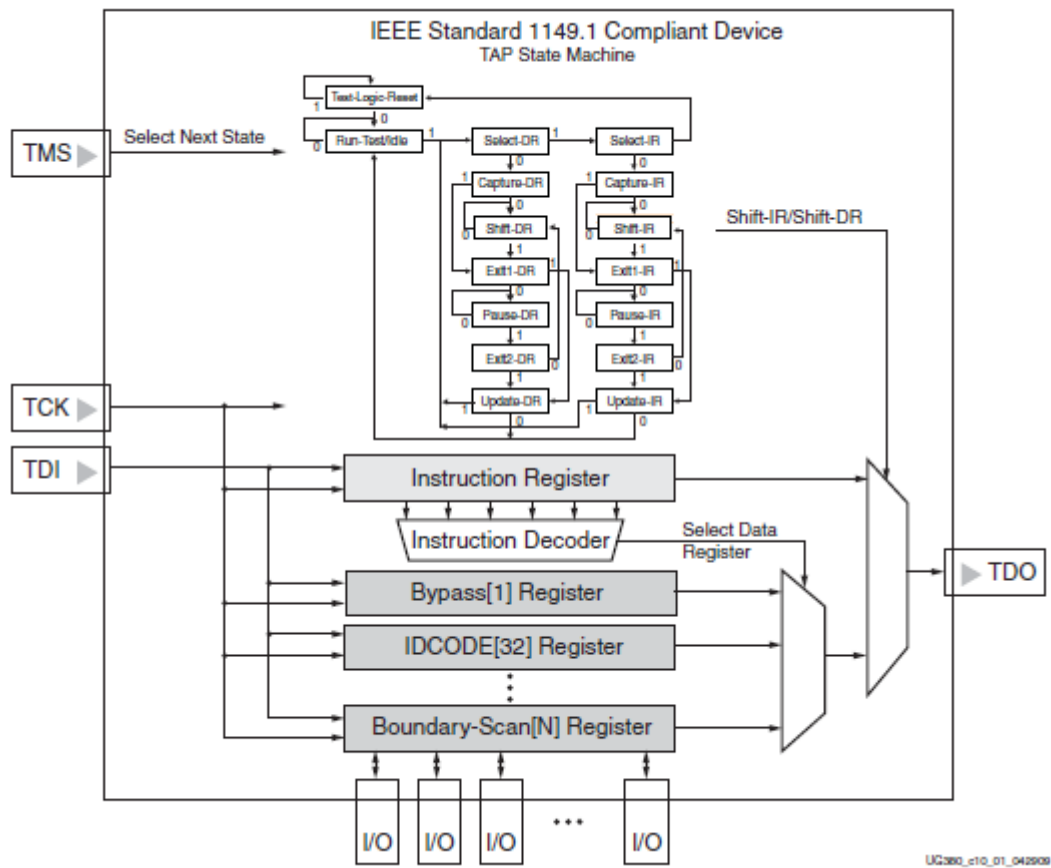 IEEE Standard 1149.1 Compliant Device
TAP State Machine
Test-Logic-Reset
1
0
TMS
Select Next State
Run-Test/Idle
0
1
Select-DR
1
Select-IR
1
0
0
1
Capture-DR
1
Capture-IR
0
0
Shift-DR
0
Shift-IR
0
Shift-IR/Shift-DR
1
1
Exit1-DR
1
Exit1-IR
1
0
0
Pause-DR
0
Pause-IR
0
1
1
Exit2-DR
0
Exit2-IR
0
1
1
TCK
Update-DR
1
Update-IR
1
0
0
TDI
Instruction Register
Instruction Decoder
Select Data
Register
Bypass[1] Register
TDO
IDCODE[32] Register
Boundary-Scan[N] Register
I/O
I/O
I/O
I/O
UG380_c10_01_042909